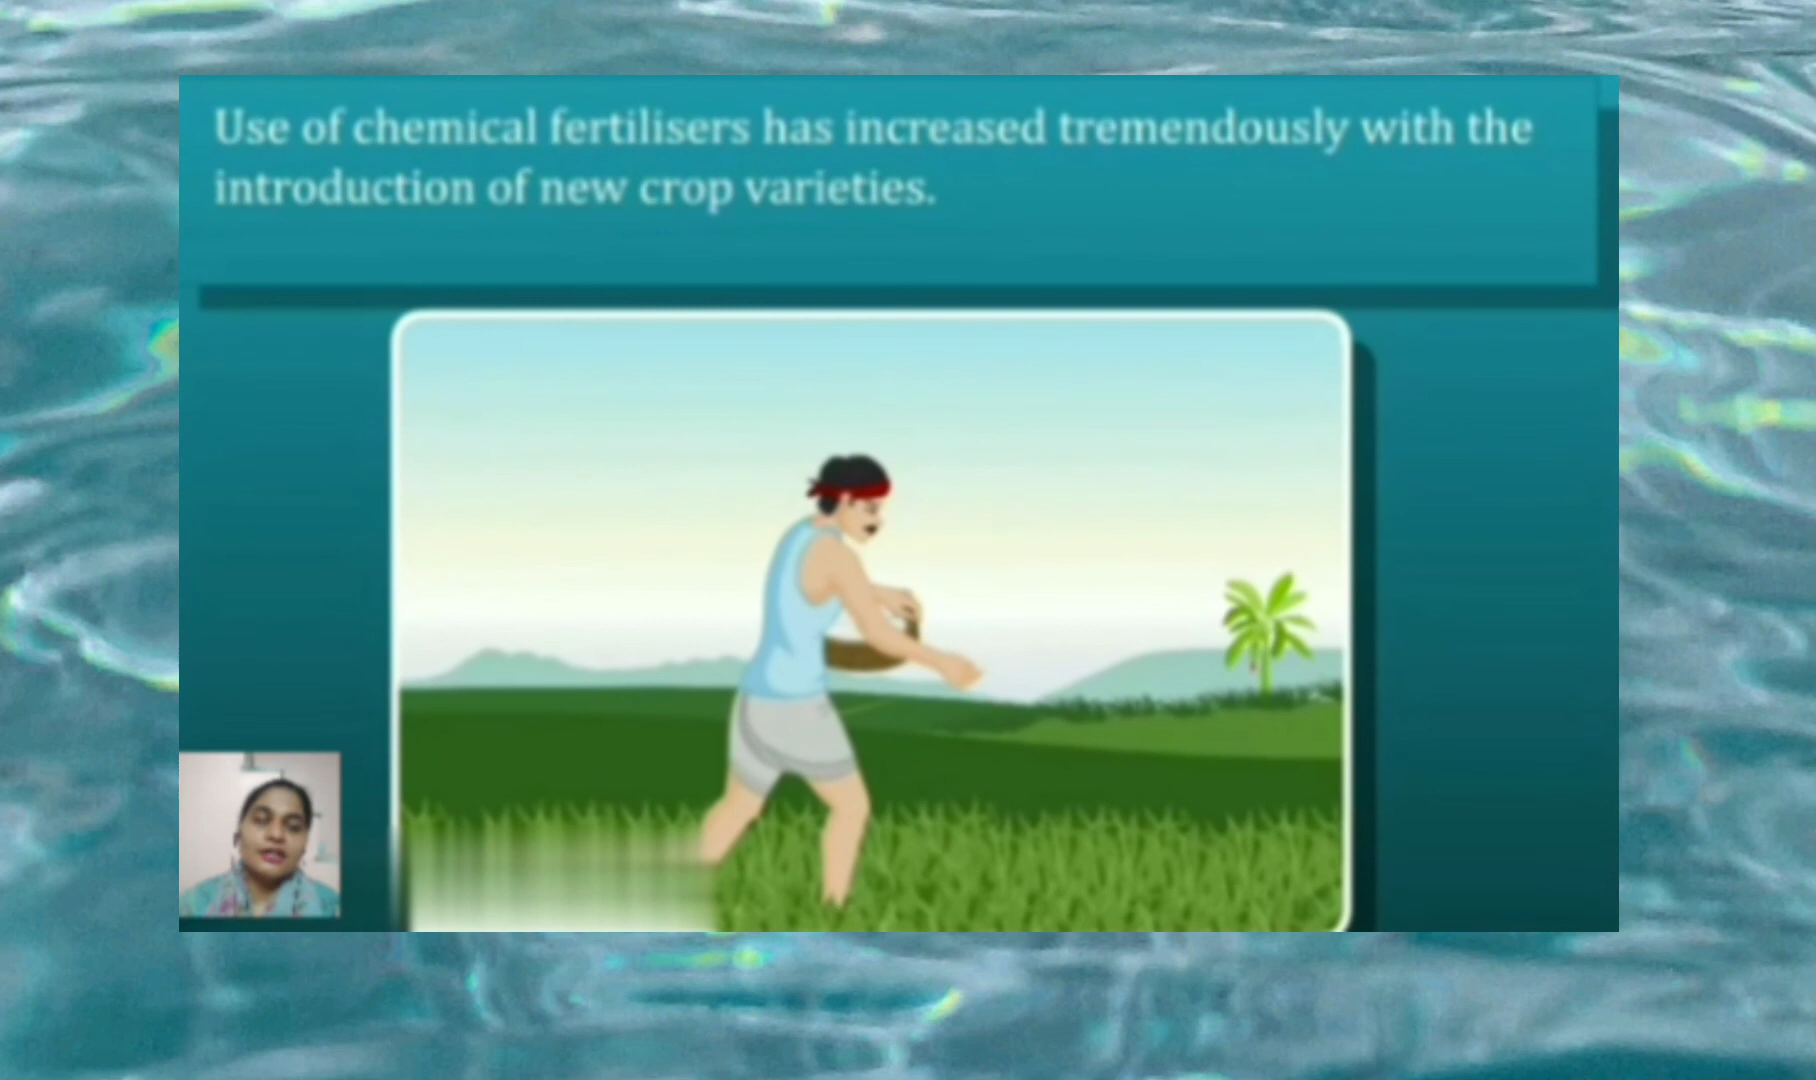 Use of chemical fertilisers has increased tremendously with the
introduction of new crop varieties.